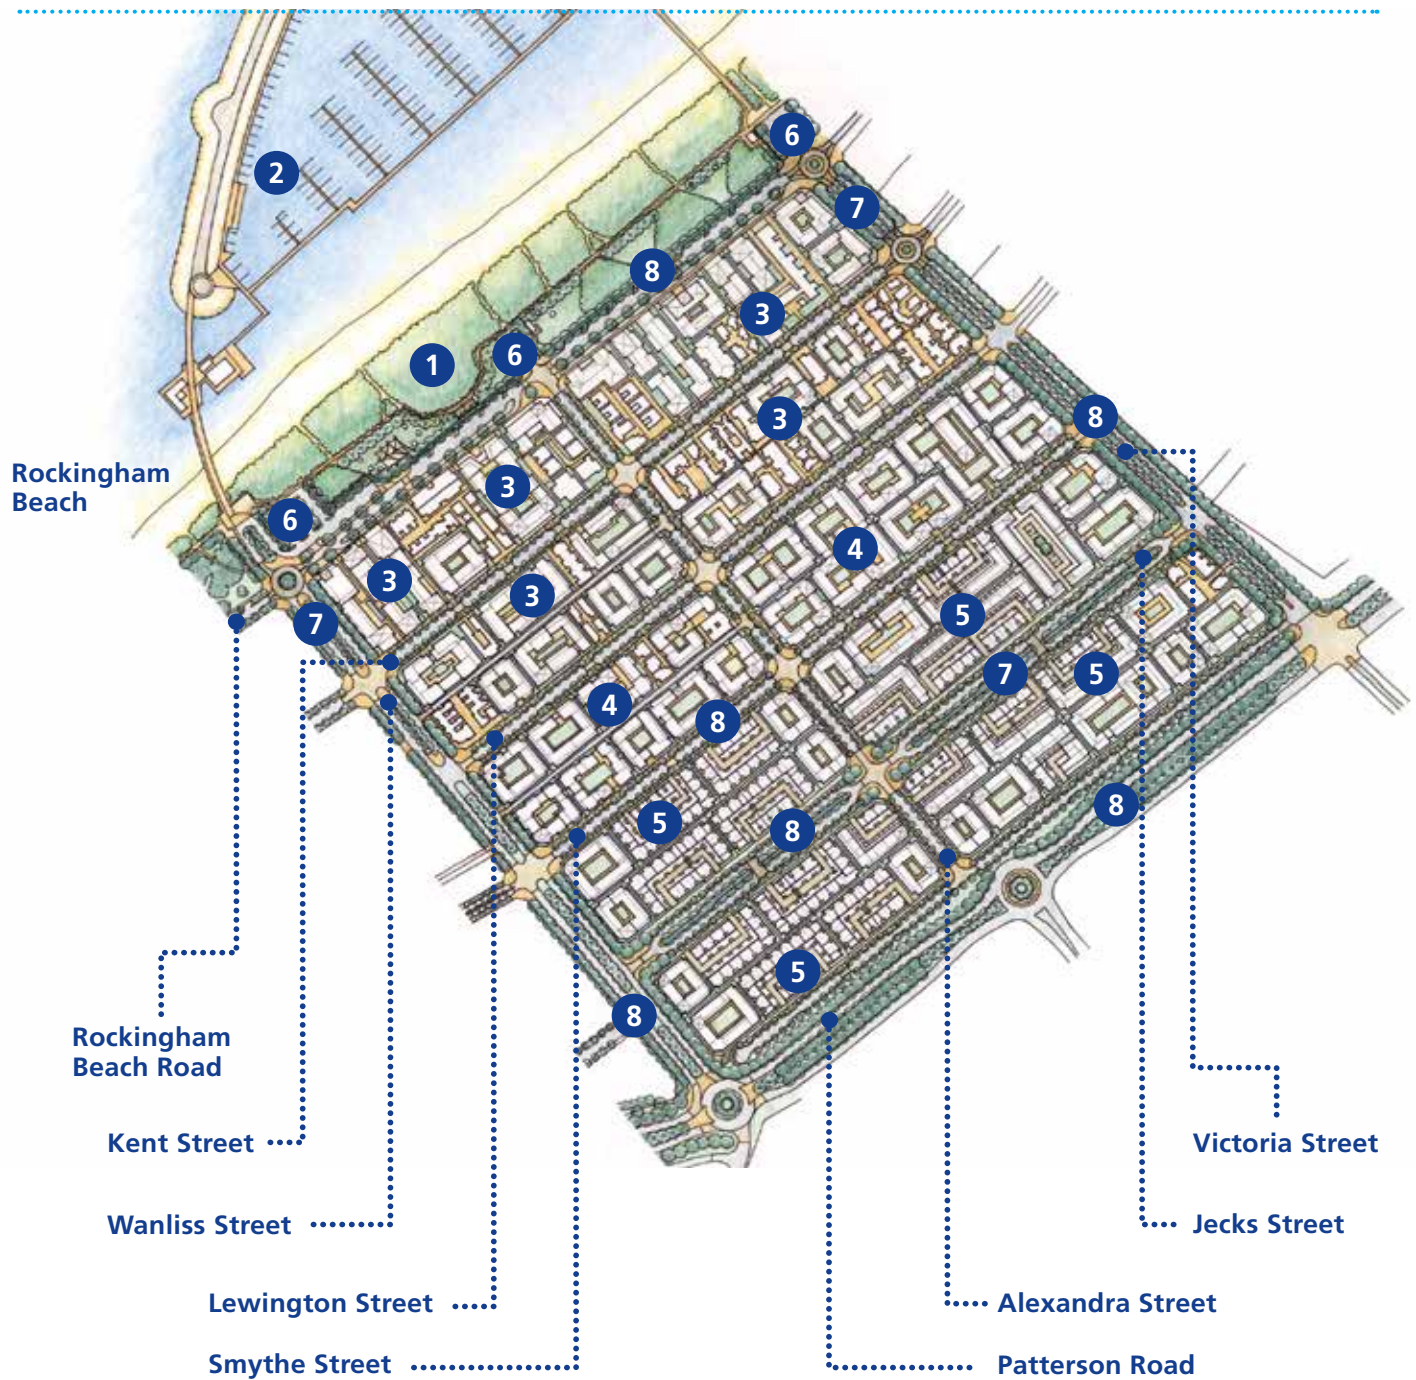 6
2
7
8
3
1
6
3
8
Rockingham
Beach
3
6
4
3
3
5
7
7
5
4
8
8
5
8
5
8
Rockingham
Beach Road
Kent Street
Victoria Street
Wanliss Street
Jecks Street
Lewington Street
Alexandra Street
Smythe Street
Patterson Road